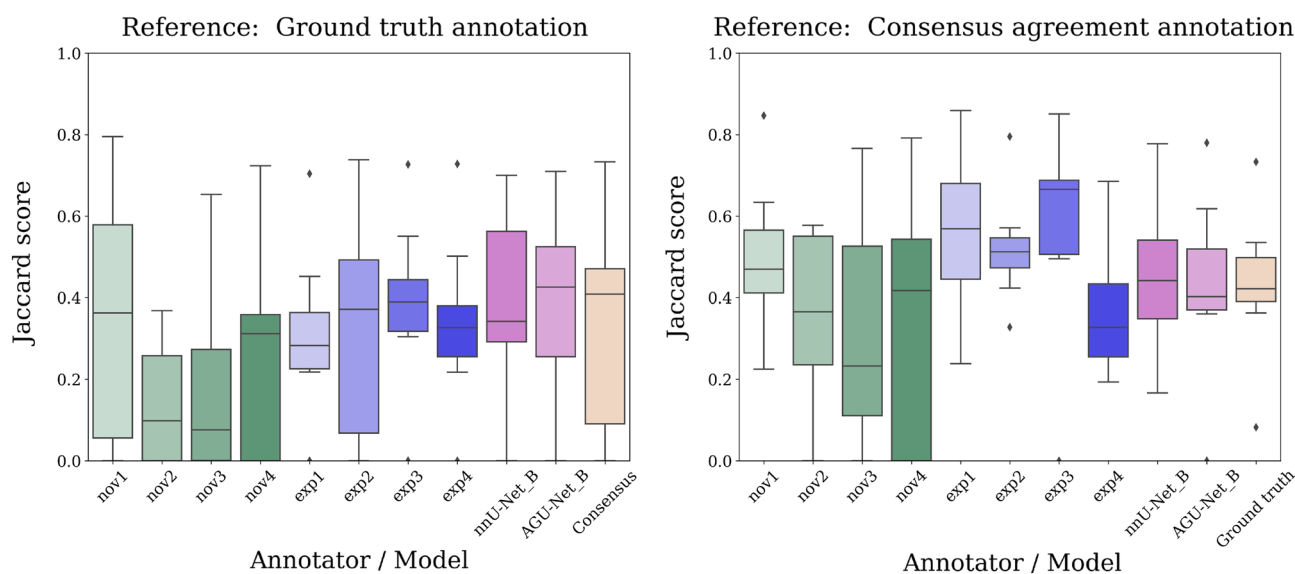 Reference:  Ground truth annotation
Jaccard score
1.0
0.8
0.6
0.4
0.2
0.0
nov1
nov2
nov3
nov4
exp1
exp2
exp3
exp4
nnU-Net_B
AGU-Net_B
Consensus
Annotator / Model
Reference:  Consensus agreement annotation
Jaccard score
1.0
0.8
0.6
0.4
0.2
0.0
nov1
nov2
nov3
nov4
exp1
exp2
exp3
exp4
nnU-Net_B
AGU-Net_B
Ground truth
Annotator / Model